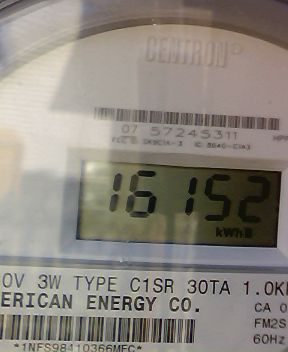 CENTRON®
07 57245311
16152
kWh
0V 3W TYPE C1SR 30TA 1.0K
ERICAN ENERGY CO.
CA 0
FM2S
60Hz